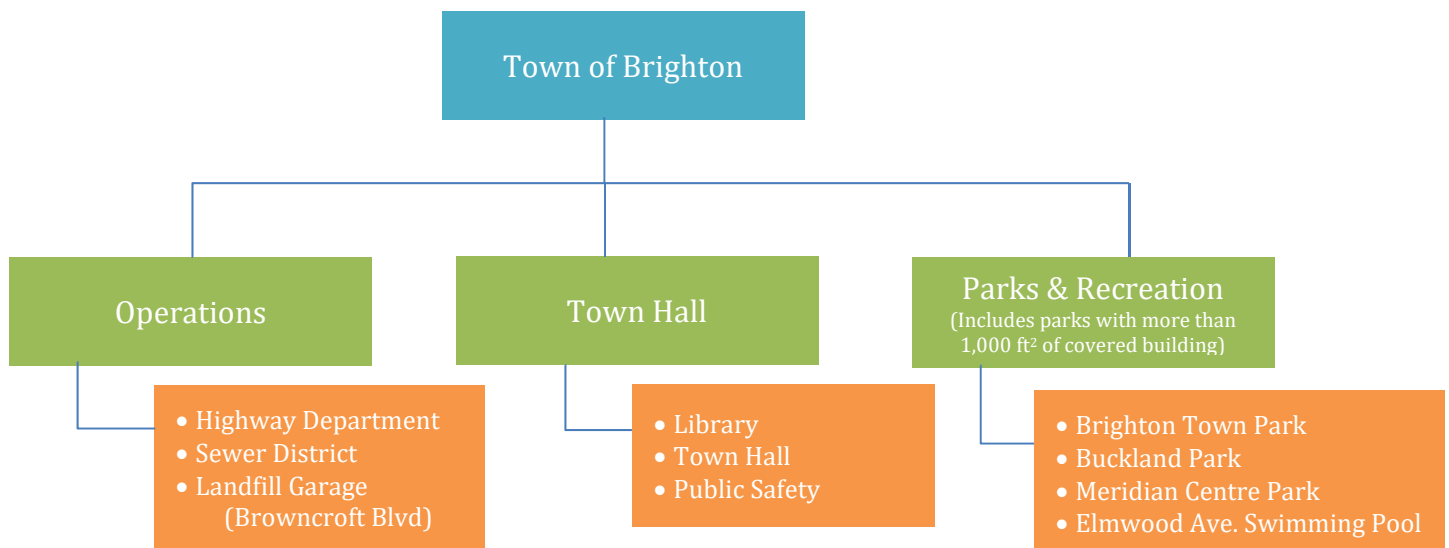 Town of Brighton
Operations
Town Hall
Parks & Recreation
(Includes parks with more than
1,000 ft² of covered building)
• Highway Department
• Sewer District
• Landfill Garage
(Browncroft Blvd)
• Library
• Town Hall
• Public Safety
• Brighton Town Park
• Buckland Park
• Meridian Centre Park
• Elmwood Ave. Swimming Pool